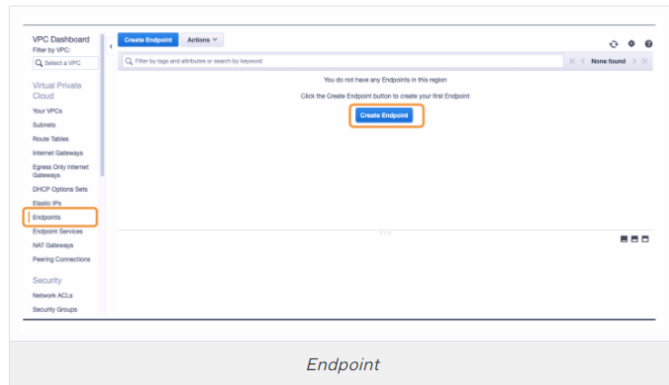 VPC Dashboard
Filter by VPC:
Select a VPC
Virtual Private
Cloud
Your VPCs
Subnets
Route Tables
Internet Gateways
Egress Only Internet
Gateways
DHCP Options Sets
Elastic IPs
Endpoints
Endpoint Services
NAT Gateways
Peering Connections
Security
Network ACLs
Security Groups
Create Endpoint Actions
Filter by tags and attributes or search by keyword
None found
You do not have any Endpoints in this region
Click the Create Endpoint button to create your first Endpoint
Create Endpoint
Endpoint